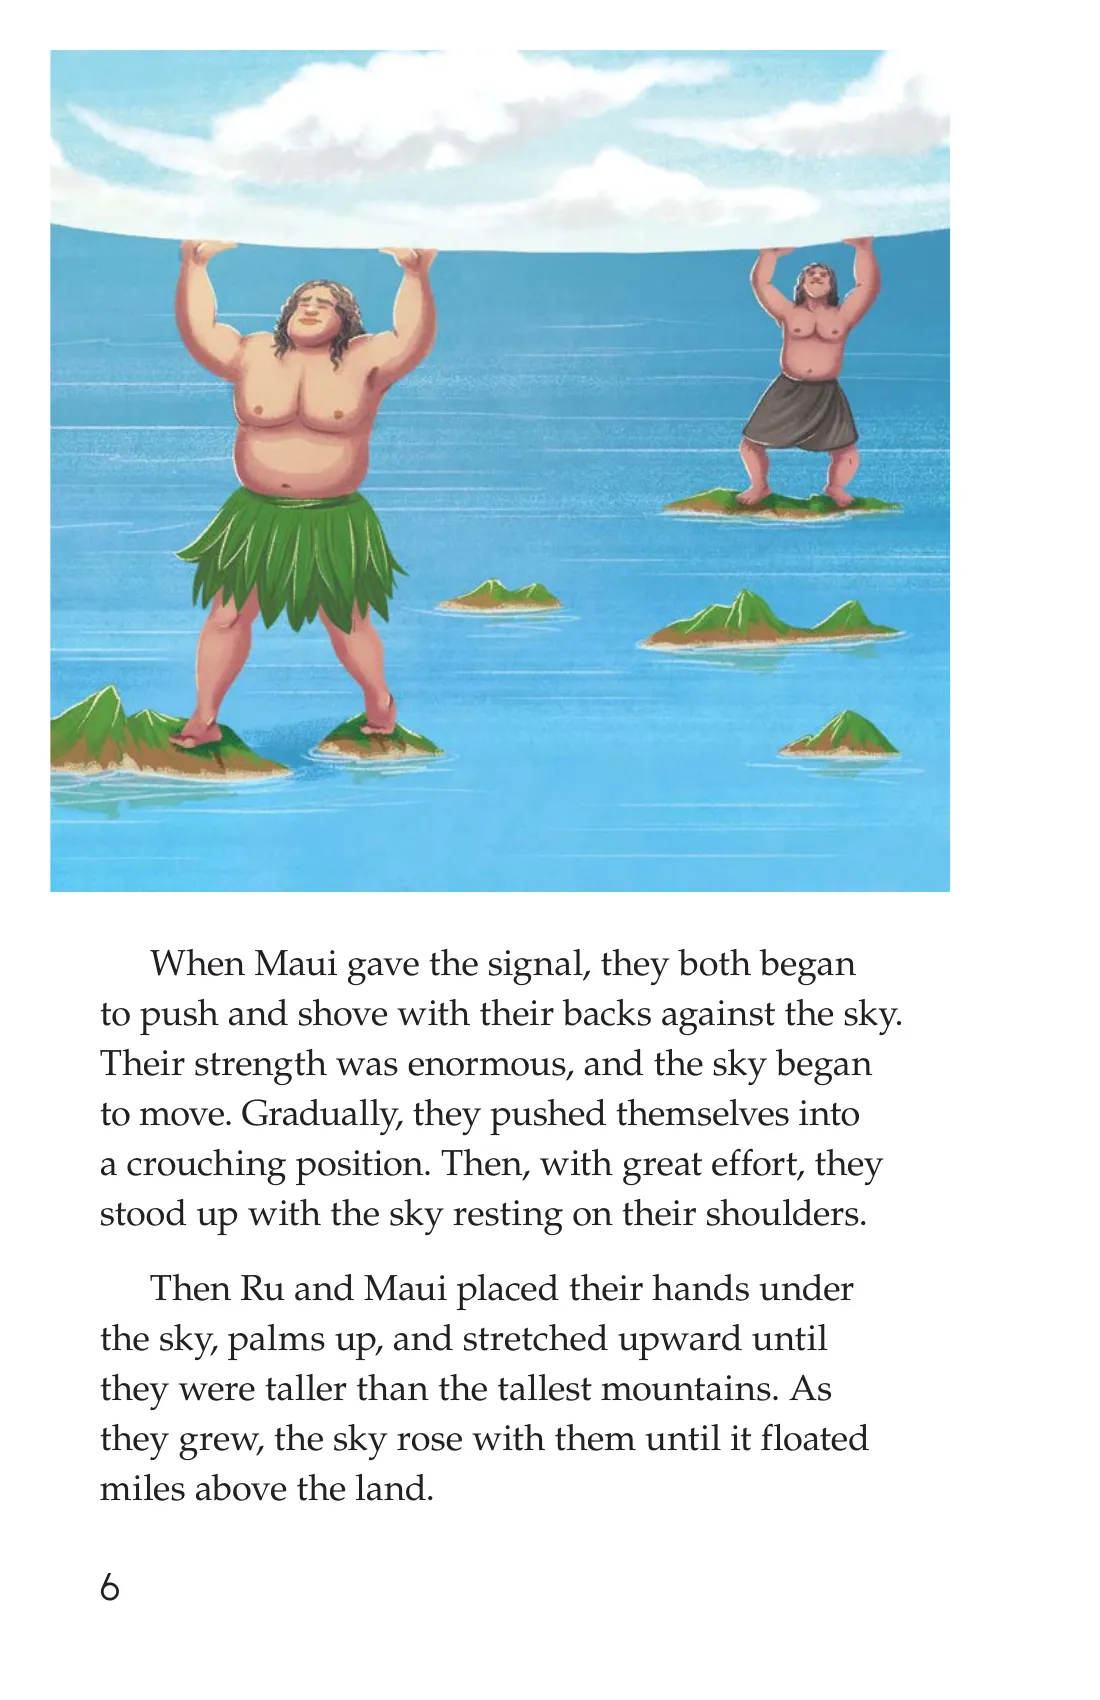 When Maui gave the signal, they both began
to push and shove with their backs against the sky.
Their strength was enormous, and the sky began
to move. Gradually, they pushed themselves into
a crouching position. Then, with great effort, they
stood up with the sky resting on their shoulders.
Then Ru and Maui placed their hands under
the sky, palms up, and stretched upward until
they were taller than the tallest mountains. As
they grew, the sky rose with them until it floated
miles above the land.
6